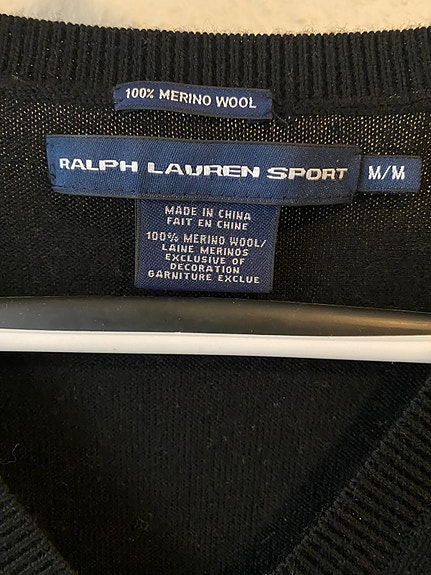 100% MERINO WOOL
RALPH LAUREN SPORT
M/M
MADE IN CHINA
FAIT EN CHINE
100% MERINO WOOL/
LAINE MERINOS
EXCLUSIVE OF
DECORATION
GARNITURE EXCLUE